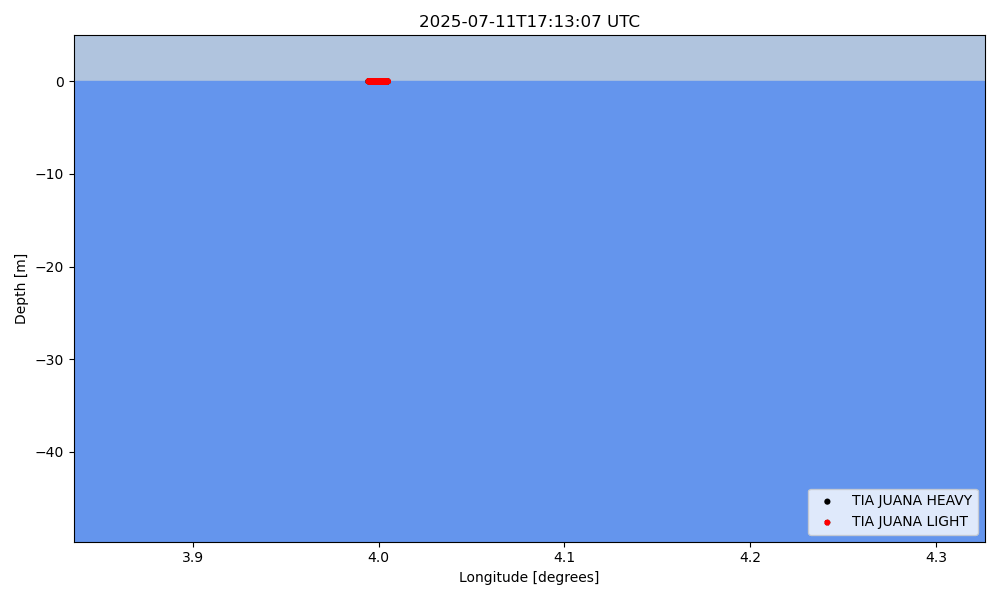 2025-07-11T17:13:07 UTC
Depth [m]
0
−10
−20
−30
−40
TIA JUANA HEAVY
TIA JUANA LIGHT
3.9 4.0 4.1 4.2 4.3
Longitude [degrees]